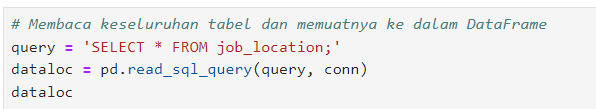 # Membaca keseluruhan tabel dan memuatnya ke dalam DataFrame
query = 'SELECT * FROM job_location;'
dataloc = pd.read_sql_query(query, conn)
dataloc